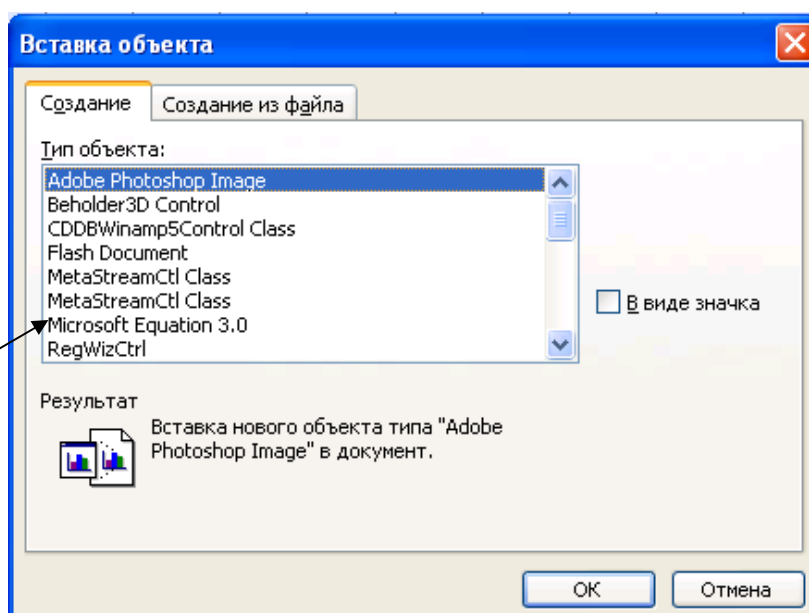 Вставка объекта
Создание
Создание из файла
Тип объекта:
Adobe Photoshop Image
Beholder3D Control
CDDBWinamp5Control Class
Flash Document
MetaStreamCtl Class
MetaStreamCtl Class
Microsoft Equation 3.0
RegWizCtrl
В виде значка
Результат
Вставка нового объекта типа "Adobe
Photoshop Image" в документ.
ОК
Отмена